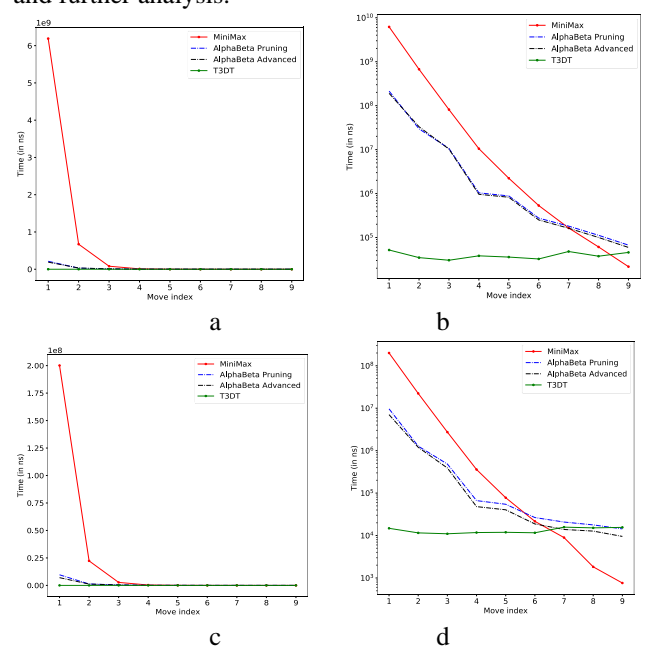 and further analysis.
1e9
MiniMax
AlphaBeta Pruning
AlphaBeta Advanced
T3DT
Time (in ns)
6
5
4
3
2
1
0
1 2 3 4 5 6 7 8 9
Move index
a
MiniMax
AlphaBeta Pruning
AlphaBeta Advanced
T3DT
Time (in ns)
10^10
10^9
10^8
10^7
10^6
10^5
1 2 3 4 5 6 7 8 9
Move index
b
1e8
MiniMax
AlphaBeta Pruning
AlphaBeta Advanced
T3DT
Time (in ns)
2.00
1.75
1.50
1.25
1.00
0.75
0.50
0.25
0.00
1 2 3 4 5 6 7 8 9
Move index
c
MiniMax
AlphaBeta Pruning
AlphaBeta Advanced
T3DT
Time (in ns)
10^8
10^7
10^6
10^5
10^4
10^3
1 2 3 4 5 6 7 8 9
Move index
d